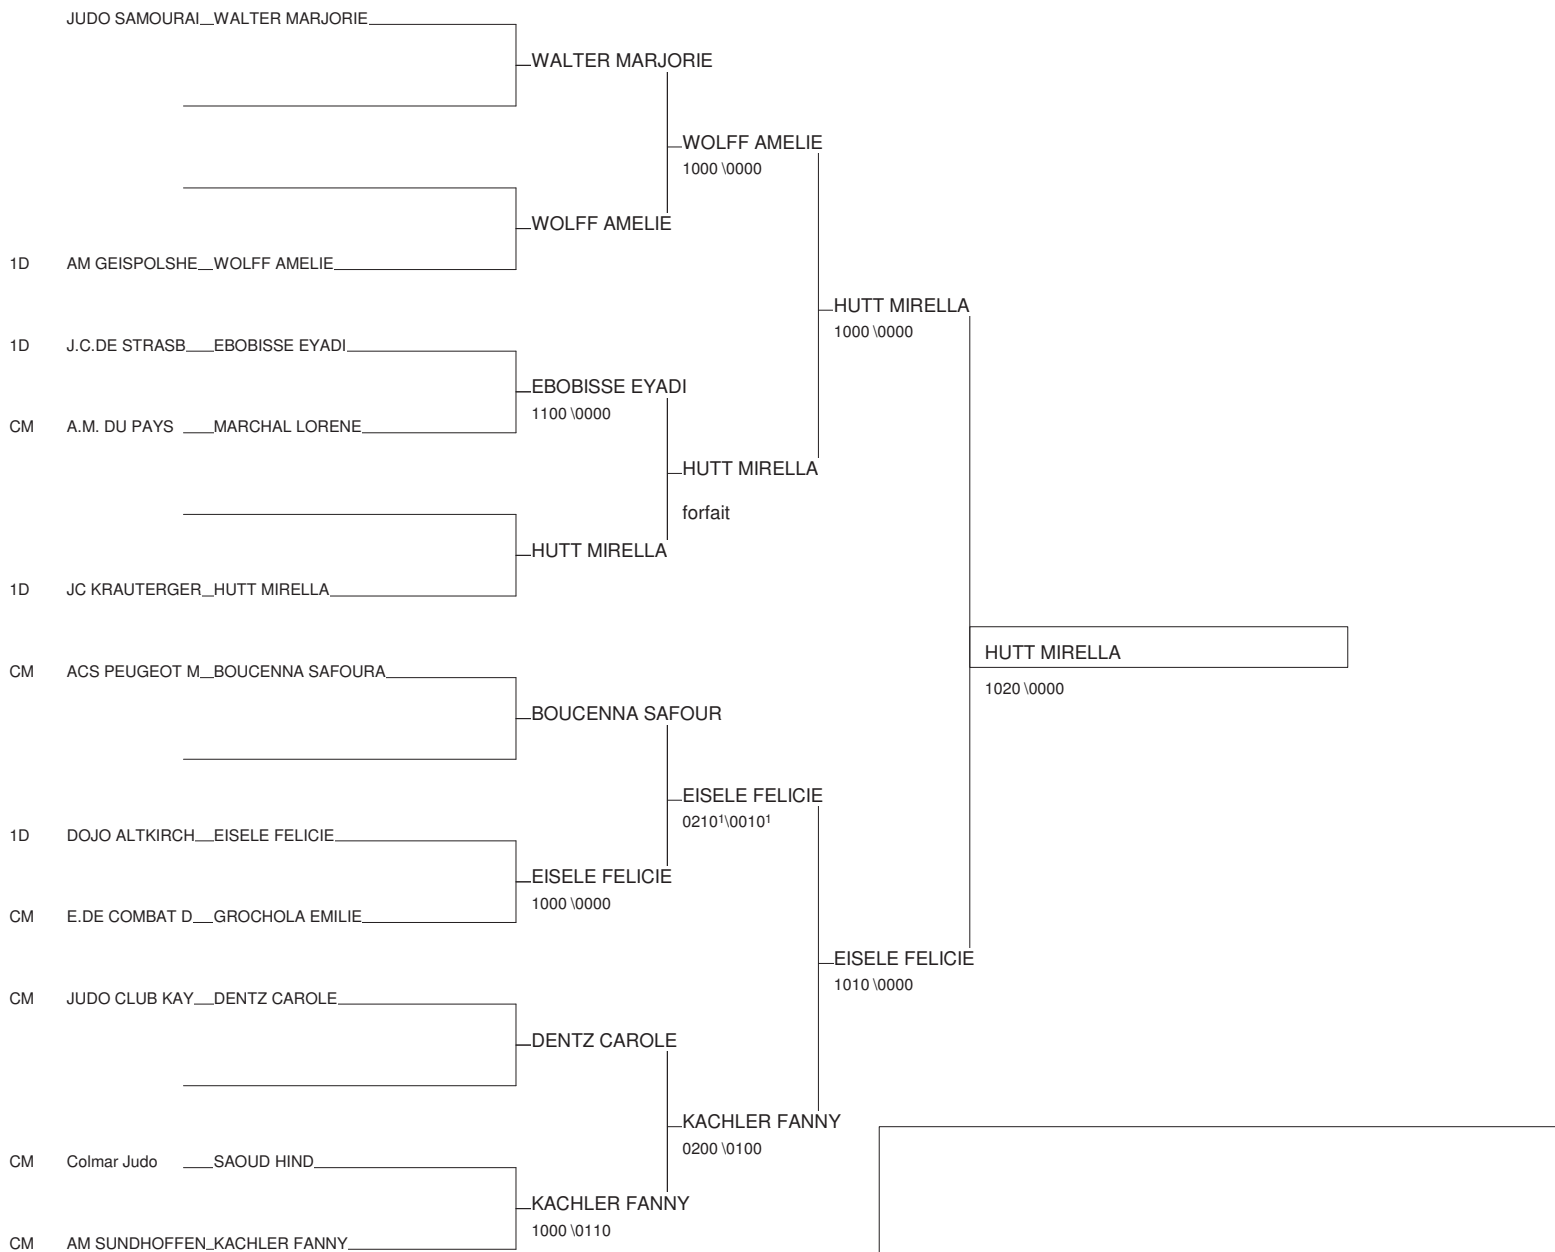 JUDO SAMOURAI WALTER MARJORIE
WALTER MARJORIE
WOLFF AMELIE
1000 \0000
WOLFF AMELIE
1D AM GEISPOLSHE WOLFF AMELIE
HUTT MIRELLA
1000 \0000
1D J.C.DE STRASB EBOBISSE EYADI
EBOBISSE EYADI
1100 \0000
CM A.M. DU PAYS MARCHAL LORENE
HUTT MIRELLA
forfait
HUTT MIRELLA
1D JC KRAUTERGER HUTT MIRELLA
HUTT MIRELLA
1020 \0000
CM ACS PEUGEOT M BOUCENNA SAFOURA
BOUCENNA SAFOUR
EISELE FELICIE
0210¹\0010¹
1D DOJO ALTKIRCH EISELE FELICIE
EISELE FELICIE
1000 \0000
CM E.DE COMBAT D GROCHOLA EMILIE
EISELE FELICIE
1010 \0000
CM JUDO CLUB KAY DENTZ CAROLE
DENTZ CAROLE
KACHLER FANNY
0200 \0100
CM Colmar Judo SAOUD HIND
KACHLER FANNY
1000 \0110
CM AM SUNDHOFFEN KACHLER FANNY